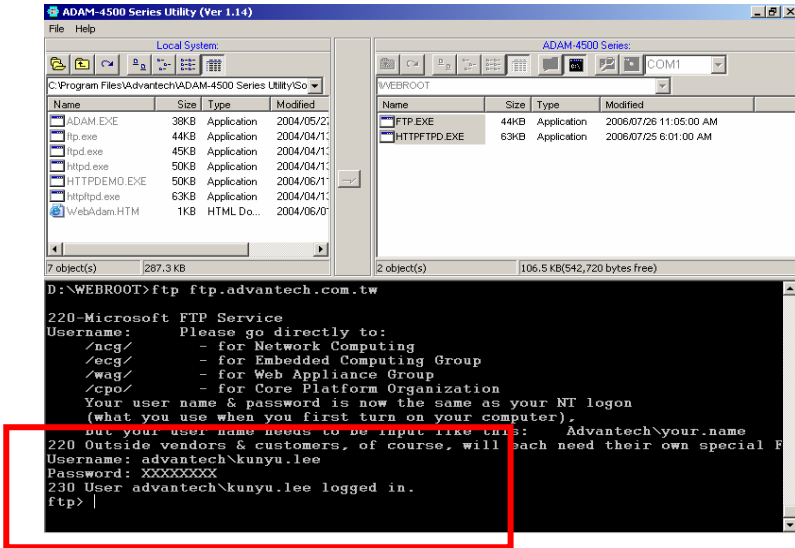 ADAM-4500 Series Utility (Ver 1.14)
File Help
Local System:
C:\Program Files\Advantech\ADAM-4500 Series Utility\So
Name Size Type Modified
ADAM.EXE 38KB Application 2004/05/27
ftp.exe 44KB Application 2004/04/13
ftpd.exe 45KB Application 2004/04/13
httpd.exe 50KB Application 2004/04/13
HTTPDEMO.EXE 50KB Application 2004/06/1
httpftpd.exe 63KB Application 2004/04/13
WebAdam.HTM 1KB HTML Do... 2004/06/0
7 object(s) 287.3 KB
ADAM-4500 Series:
COM1
\WEBROOT
Name Size Type Modified
FTP.EXE 44KB Application 2006/07/26 11:05:00 AM
HTTPFTPD.EXE 63KB Application 2006/07/25 6:01:00 AM
2 object(s) 106.5 KB(542,720 bytes free)
D:\WEBROOT>ftp ftp.advantech.com.tw
220-Microsoft FTP Service
Username: Please go directly to:
/ncg/ - for Network Computing
/ecg/ - for Embedded Computing Group
/wag/ - for Web Appliance Group
/cpo/ - for Core Platform Organization
Your user name & password is now the same as your NT logon
(what you use when you first turn on your computer),
but your user name needs to be input like this: Advantech\your.name
220 Outside vendors & customers, of course, will each need their own special F
Username: advantech\kunyu.lee
Password: XXXXXXXX
230 User advantech\kunyu.lee logged in.
ftp>